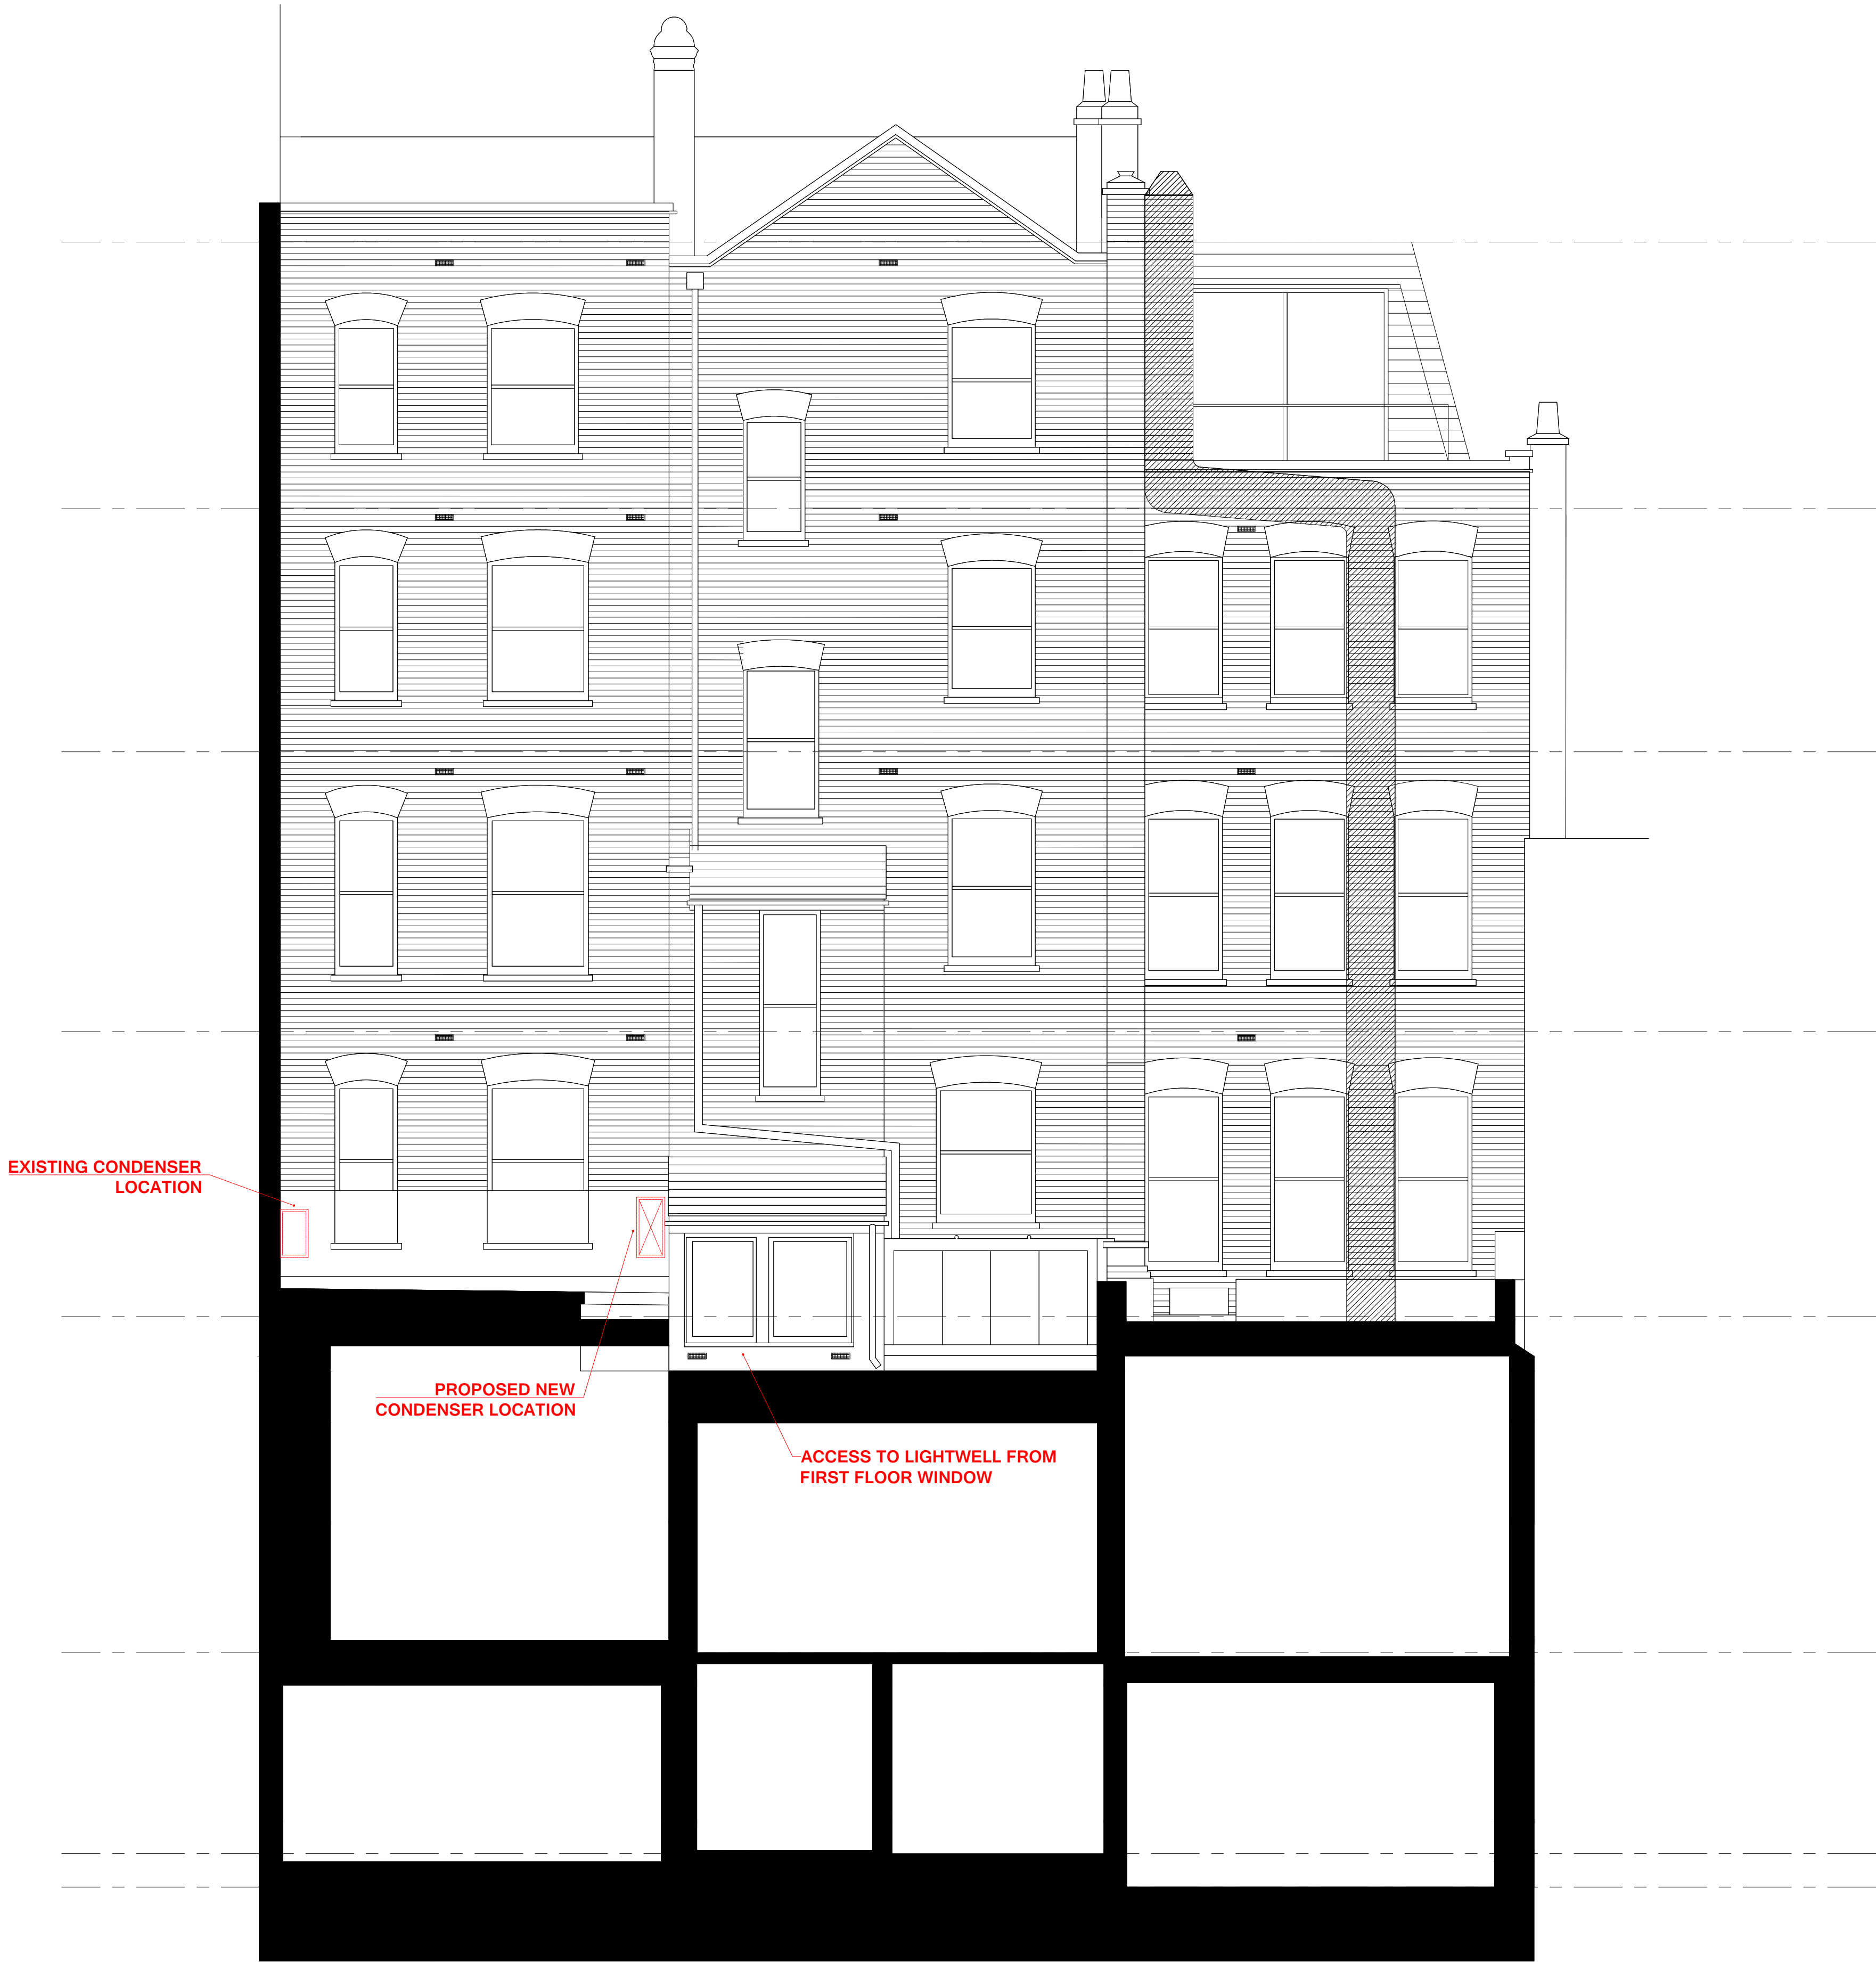 EXISTING CONDENSER
LOCATION
PROPOSED NEW
CONDENSER LOCATION
ACCESS TO LIGHTWELL FROM
FIRST FLOOR WINDOW